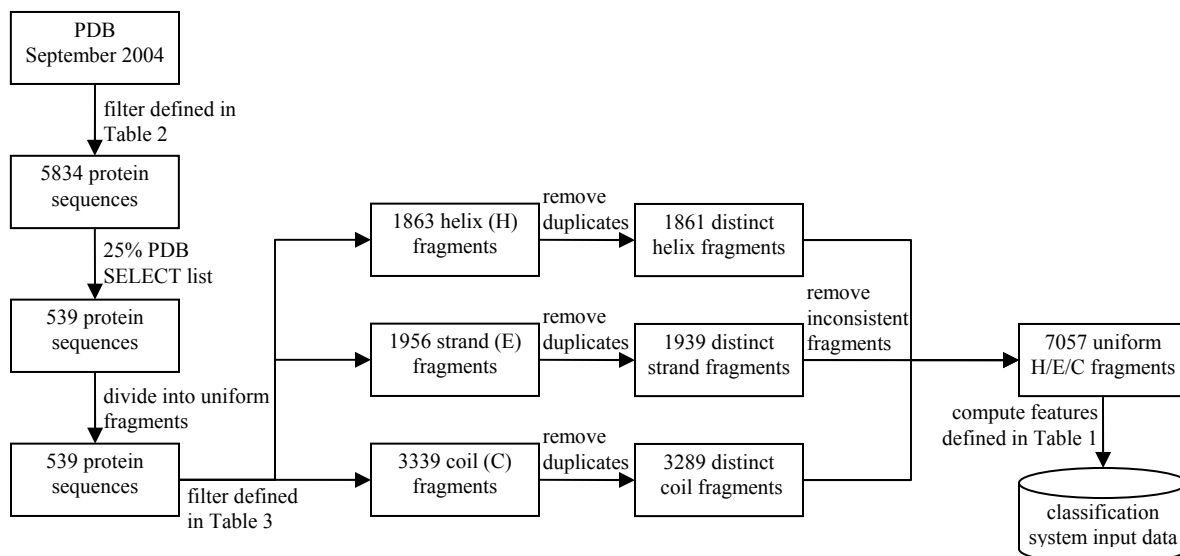 PDB
September 2004
filter defined in
Table 2
5834 protein
sequences
25% PDB
SELECT list
539 protein
sequences
divide into uniform
fragments
539 protein
sequences
filter defined
in Table 3
1863 helix (H)
fragments
remove
duplicates
1861 distinct
helix fragments
1956 strand (E)
fragments
remove
duplicates
1939 distinct
strand fragments
3339 coil (C)
fragments
remove
duplicates
3289 distinct
coil fragments
remove
inconsistent
fragments
7057 uniform
H/E/C fragments
compute features
defined in Table 1
classification
system input data